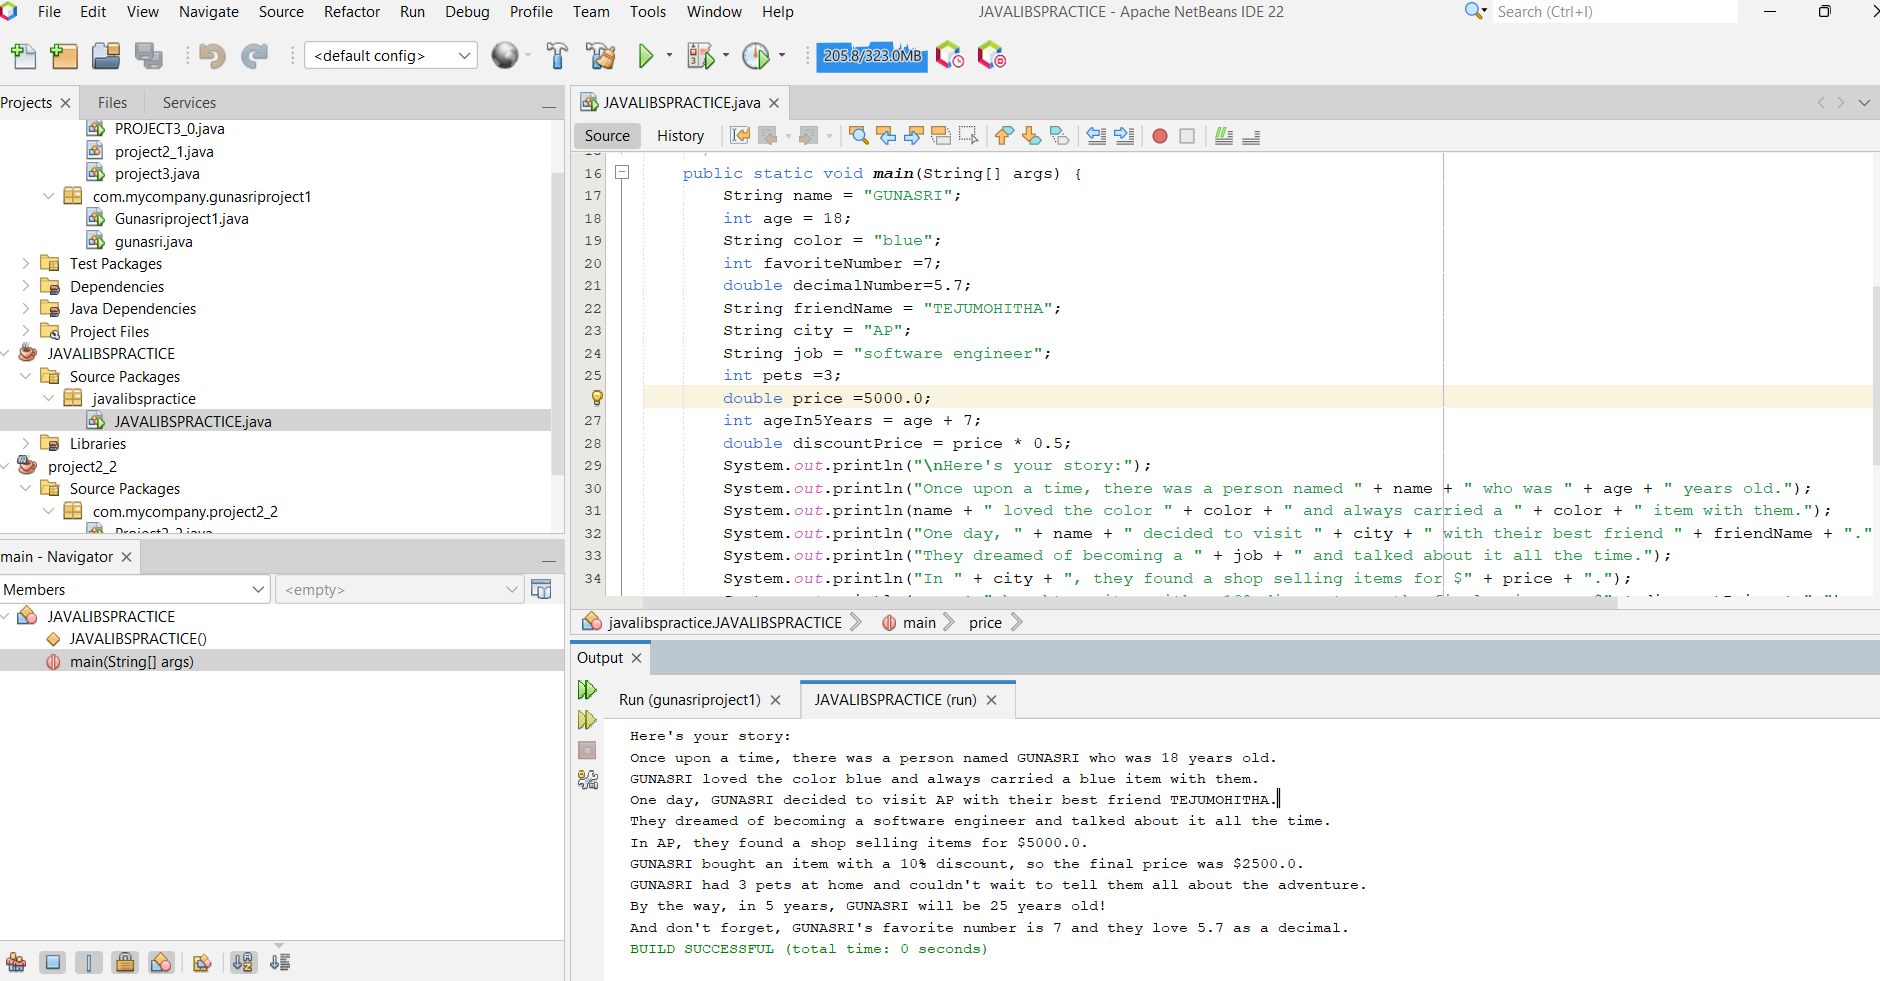 File Edit View Navigate Source Refactor Run Debug Profile Team Tools Window Help
JAVALIBSPRACTICE - Apache NetBeans IDE 22
Search (Ctrl+I)
<default config>
205.8/323.0MB
Projects
Files
Services
PROJECT3_0.java
project2_1.java
project3.java
com.mycompany.gunasriproject1
Gunasriproject1.java
gunasri.java
Test Packages
Dependencies
Java Dependencies
Project Files
JAVALIBSPRACTICE
Source Packages
javalibspractice
JAVALIBSPRACTICE.java
Libraries
project2_2
Source Packages
com.mycompany.project2_2
Project2_2.java
main - Navigator
Members
<empty>
JAVALIBSPRACTICE
JAVALIBSPRACTICE()
main(String[] args)
JAVALIBSPRACTICE.java
Source History
16 public static void main(String[] args) {
17 String name = "GUNASRI";
18 int age = 18;
19 String color = "blue";
20 int favoriteNumber =7;
21 double decimalNumber=5.7;
22 String friendName = "TEJUMOHITHA";
23 String city = "AP";
24 String job = "software engineer";
25 int pets =3;
double price =5000.0;
27 int ageIn5Years = age + 7;
28 double discountPrice = price * 0.5;
29 System.out.println("\nHere's your story:");
30 System.out.println("Once upon a time, there was a person named " + name + " who was " + age + " years old.");
31 System.out.println(name + " loved the color " + color + " and always carried a " + color + " item with them.");
32 System.out.println("One day, " + name + " decided to visit " + city + " with their best friend " + friendName + "."
33 System.out.println("They dreamed of becoming a " + job + " and talked about it all the time.");
34 System.out.println("In " + city + ", they found a shop selling items for $" + price + ".");
javalibspractice.JAVALIBSPRACTICE
main
price
Output
Run (gunasriproject1)
JAVALIBSPRACTICE (run)
Here's your story:
Once upon a time, there was a person named GUNASRI who was 18 years old.
GUNASRI loved the color blue and always carried a blue item with them.
One day, GUNASRI decided to visit AP with their best friend TEJUMOHITHA.
They dreamed of becoming a software engineer and talked about it all the time.
In AP, they found a shop selling items for $5000.0.
GUNASRI bought an item with a 10% discount, so the final price was $2500.0.
GUNASRI had 3 pets at home and couldn't wait to tell them all about the adventure.
By the way, in 5 years, GUNASRI will be 25 years old!
And don't forget, GUNASRI's favorite number is 7 and they love 5.7 as a decimal.
BUILD SUCCESSFUL (total time: 0 seconds)